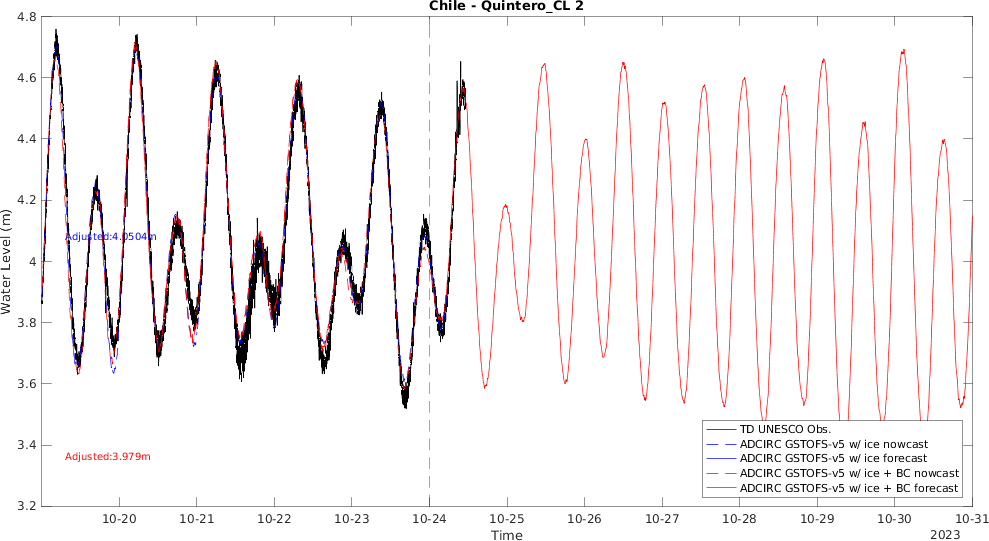 Chile - Quintero_CL 2
4.8
4.6
4.4
4.2
4
3.8
3.6
3.4
3.2
Water Level (m)
Adjusted:4.0504m
Adjusted:3.979m
TD UNESCO Obs.
ADCIRC GSTOFS-v5 w/ ice nowcast
ADCIRC GSTOFS-v5 w/ ice forecast
ADCIRC GSTOFS-v5 w/ ice + BC nowcast
ADCIRC GSTOFS-v5 w/ ice + BC forecast
10-20 10-21 10-22 10-23 10-24 10-25 10-26 10-27 10-28 10-29 10-30 10-31
Time
2023